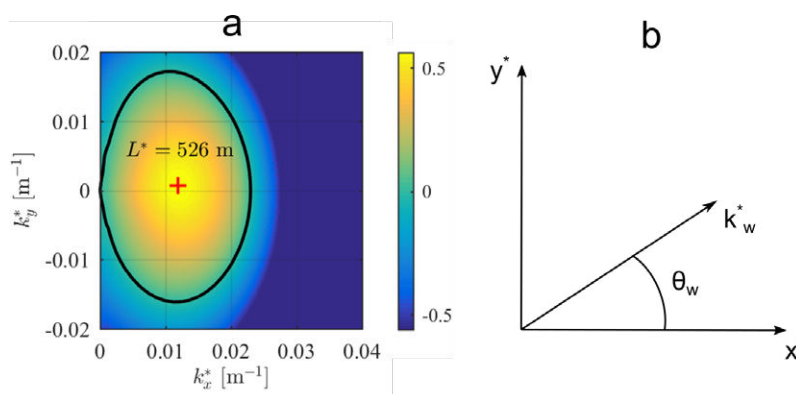 a
b
0.02
0.01
0
-0.01
-0.02
k*y [m⁻¹]
L* = 526 m
0 0.01 0.02 0.03 0.04
k*x [m⁻¹]
0.5
0
-0.5
y*
k*w
θw
x